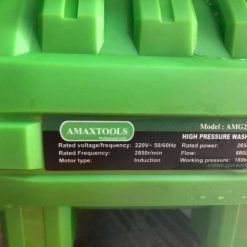 AMAXTOOLS
Professional tools
Model : AMG2
HIGH PRESSURE WASH
Rated voltage/frequency: 220V~ 50/60Hz
Rated Frequency: 2850r/min
Motor type: Induction
Rated power:
Flow:
Working pressure: